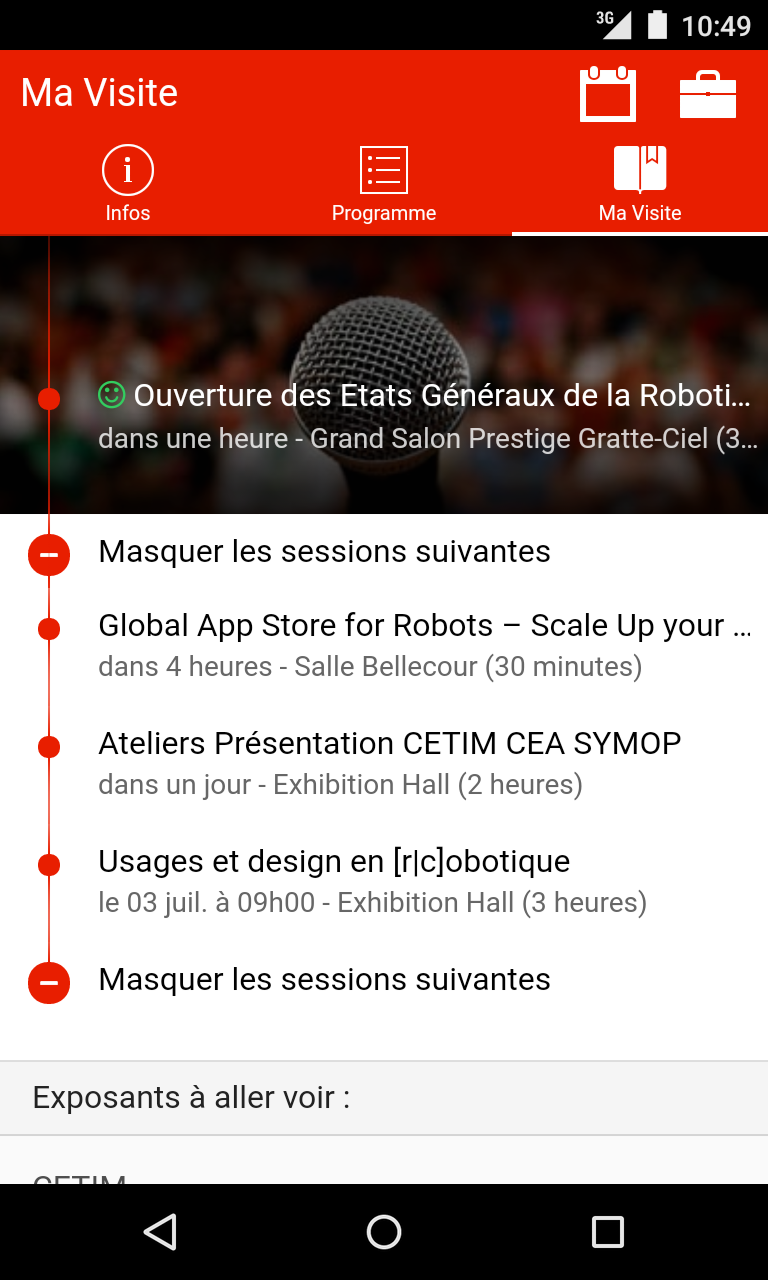 3G 10:49
Ma Visite
Infos Programme Ma Visite
Ouverture des Etats Généraux de la Roboti...
dans une heure - Grand Salon Prestige Gratte-Ciel (3...
Masquer les sessions suivantes
Global App Store for Robots – Scale Up your ...
dans 4 heures - Salle Bellecour (30 minutes)
Ateliers Présentation CETIM CEA SYMOP
dans un jour - Exhibition Hall (2 heures)
Usages et design en [r|c]obotique
le 03 juil. à 09h00 - Exhibition Hall (3 heures)
Masquer les sessions suivantes
Exposants à aller voir :
CETIM